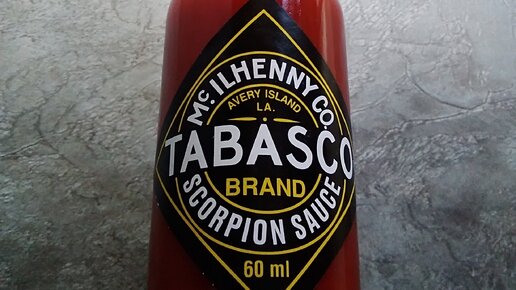 McILHENNY CO.
AVERY ISLAND
LA.
TABASCO
BRAND
SCORPION SAUCE
60 ml